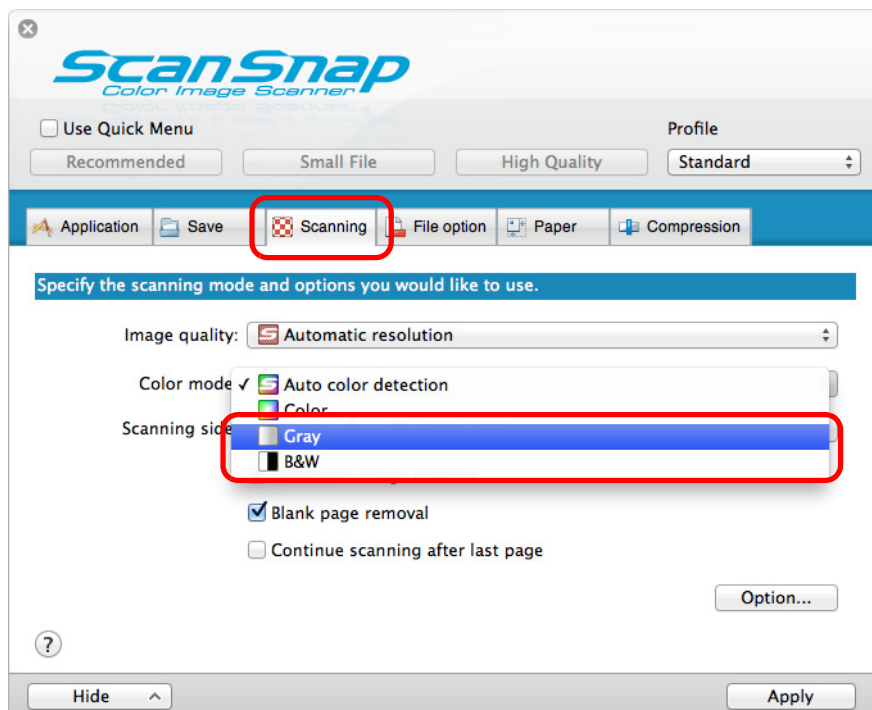 ScanSnap
Color Image Scanner
Use Quick Menu
Profile
Recommended Small File High Quality Standard
Application Save Scanning File option Paper Compression
Specify the scanning mode and options you would like to use.
Image quality: Automatic resolution
Color mode ✓ Auto color detection
Color
Scanning side
Gray
B&W
Blank page removal
Continue scanning after last page
Option...
?
Hide Apply